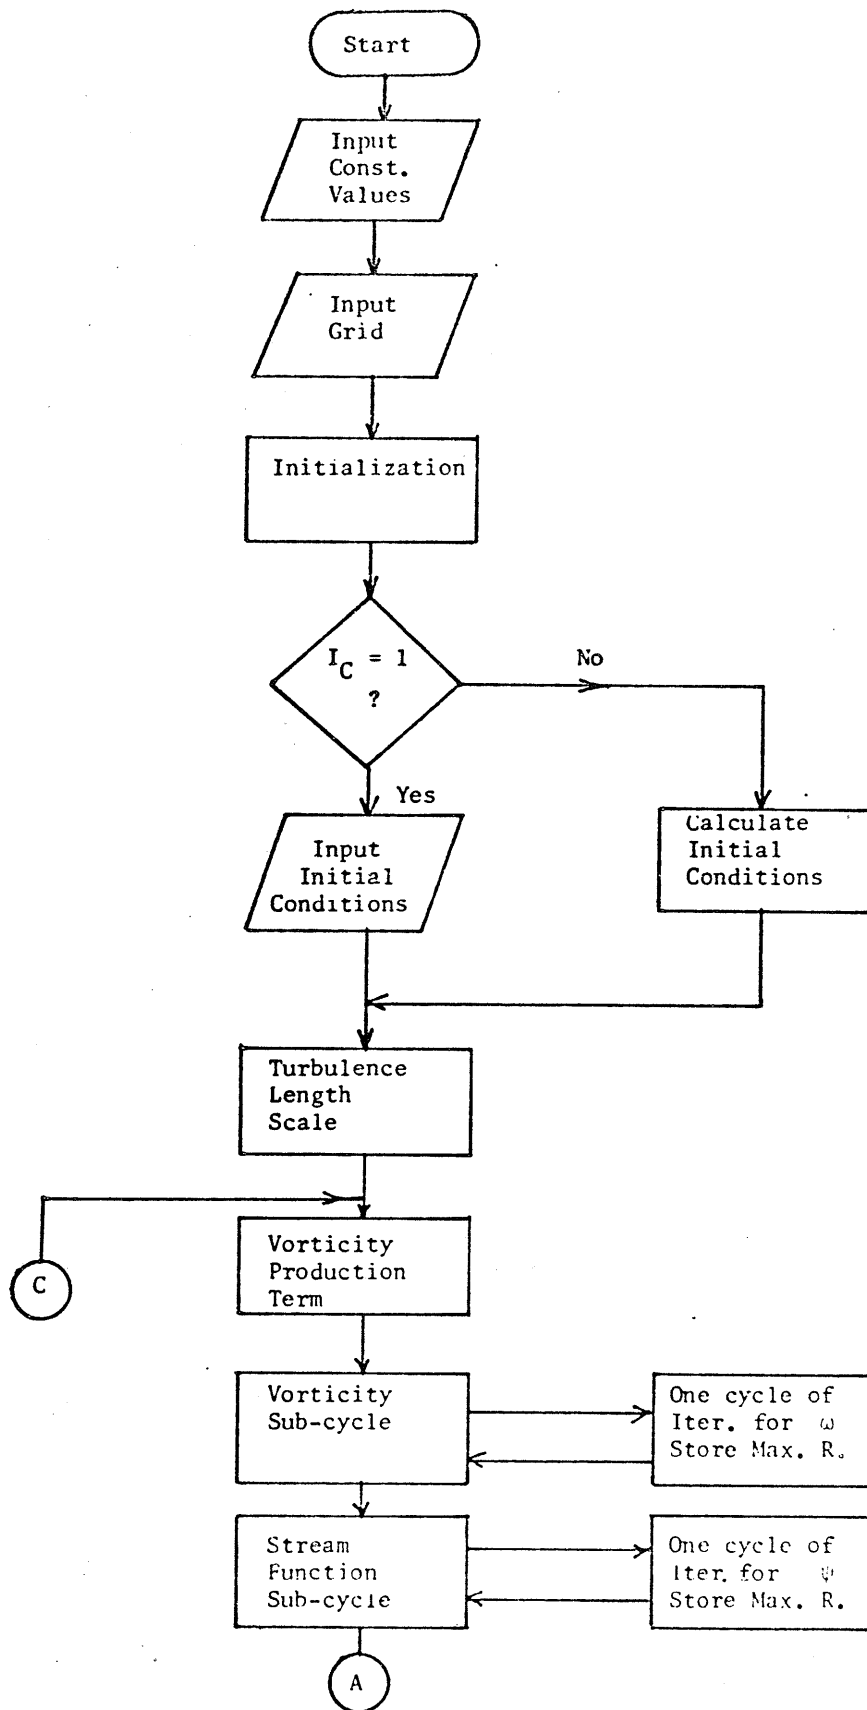 Start
Input
Const.
Values
Input
Grid
Initialization
I_C = 1
?
No
Yes
Input
Initial
Conditions
Calculate
Initial
Conditions
Turbulence
Length
Scale
C
Vorticity
Production
Term
Vorticity
Sub-cycle
One cycle of
Iter. for ω
Store Max. R.
Stream
Function
Sub-cycle
One cycle of
Iter. for ψ
Store Max. R.
A